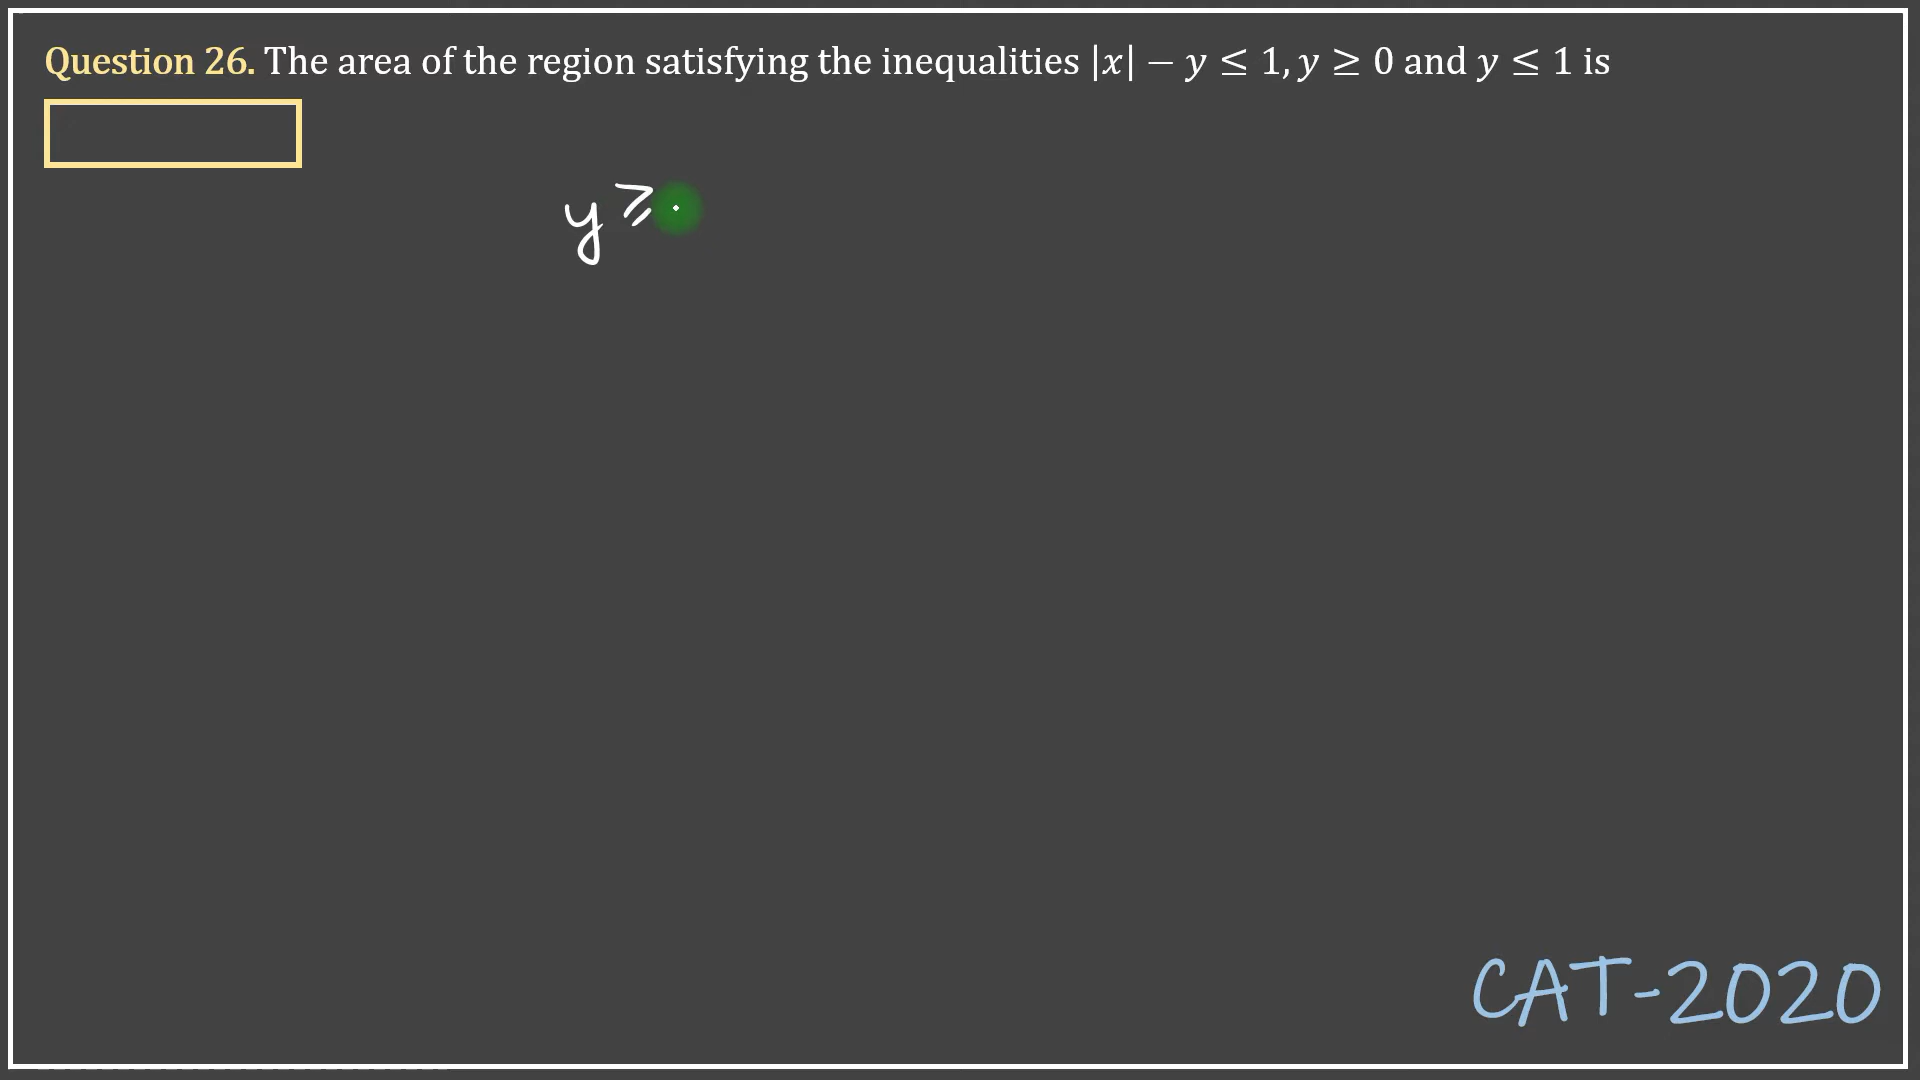 Question 26. The area of the region satisfying the inequalities |x| − y ≤ 1, y ≥ 0 and y ≤ 1 is
y ⩾
CAT-2020